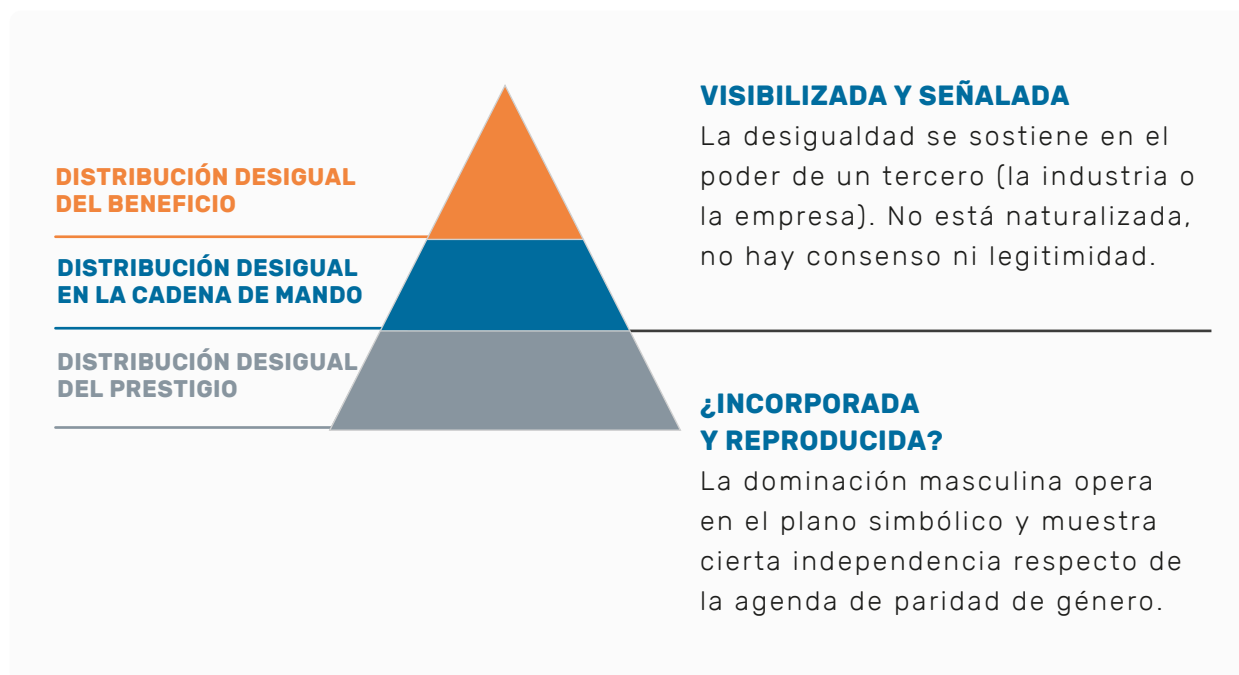 DISTRIBUCIÓN DESIGUAL
DEL BENEFICIO
DISTRIBUCIÓN DESIGUAL
EN LA CADENA DE MANDO
DISTRIBUCIÓN DESIGUAL
DEL PRESTIGIO
VISIBILIZADA Y SEÑALADA
La desigualdad se sostiene en el
poder de un tercero (la industria o
la empresa). No está naturalizada,
no hay consenso ni legitimidad.
¿INCORPORADA
Y REPRODUCIDA?
La dominación masculina opera
en el plano simbólico y muestra
cierta independencia respecto de
la agenda de paridad de género.